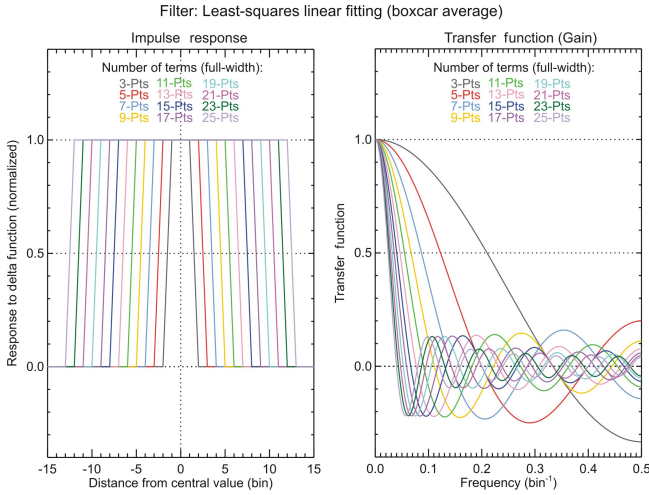 Filter: Least-squares linear fitting (boxcar average)
Impulse response
Number of terms (full-width):
3-Pts 11-Pts 19-Pts
5-Pts 13-Pts 21-Pts
7-Pts 15-Pts 23-Pts
9-Pts 17-Pts 25-Pts
Response to delta function (normalized)
1.0
0.5
0.0
-15 -10 -5 0 5 10 15
Distance from central value (bin)
Transfer function (Gain)
Number of terms (full-width):
3-Pts 11-Pts 19-Pts
5-Pts 13-Pts 21-Pts
7-Pts 15-Pts 23-Pts
9-Pts 17-Pts 25-Pts
Transfer function
1.0
0.5
0.0
0.0 0.1 0.2 0.3 0.4 0.5
Frequency (bin⁻¹)